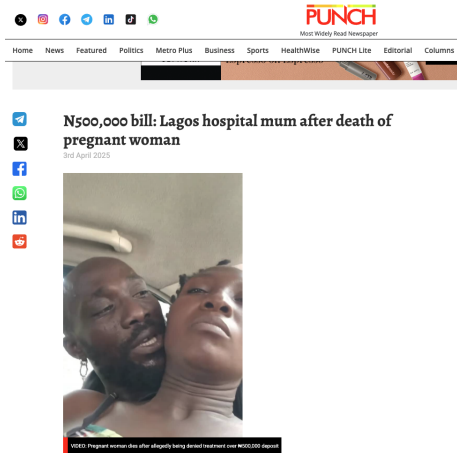 PUNCH
Most Widely Read Newspaper
Home News Featured Politics Metro Plus Business Sports HealthWise PUNCH Lite Editorial Columns
N500,000 bill: Lagos hospital mum after death of
pregnant woman
3rd April 2025
VIDEO: Pregnant woman dies after allegedly being denied treatment over ₦500,000 deposit